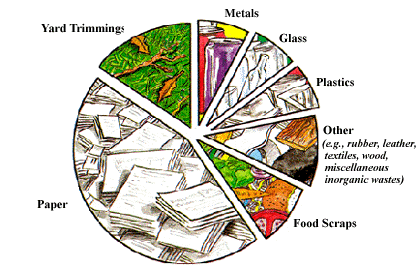 Metals
Yard Trimmings
Glass
Plastics
Other
(e.g., rubber, leather,
textiles, wood,
miscellaneous
inorganic wastes)
Paper
Food Scraps